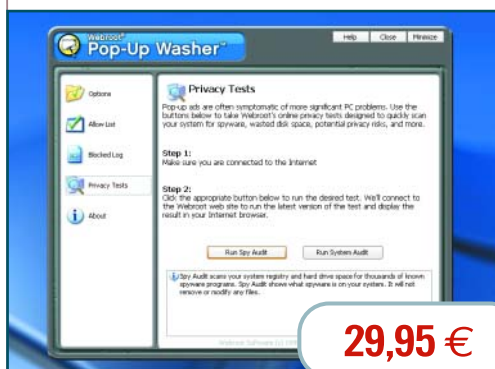 Webroot®
Pop-Up Washer™
Help Close Minimize
Options
Allow List
Blocked Log
Privacy Tests
About
Privacy Tests
Pop-up ads are often symptomatic of more significant PC problems. Use the
buttons below to take Webroot's online privacy tests designed to quickly scan
your system for spyware, wasted disk space, potential privacy risks, and more.
Step 1:
Make sure you are connected to the Internet
Step 2:
Click the appropriate button below to run the desired test. We'll connect to
the Webroot web site to run the latest version of the test and display the
result in your Internet browser.
Run Spy Audit Run System Audit
Spy Audit scans your system registry and hard drive space for thousands of known
spyware programs. Spy Audit shows what spyware is on your system. It will not
remove or modify any files.
Webroot Software (c)
29,95 €